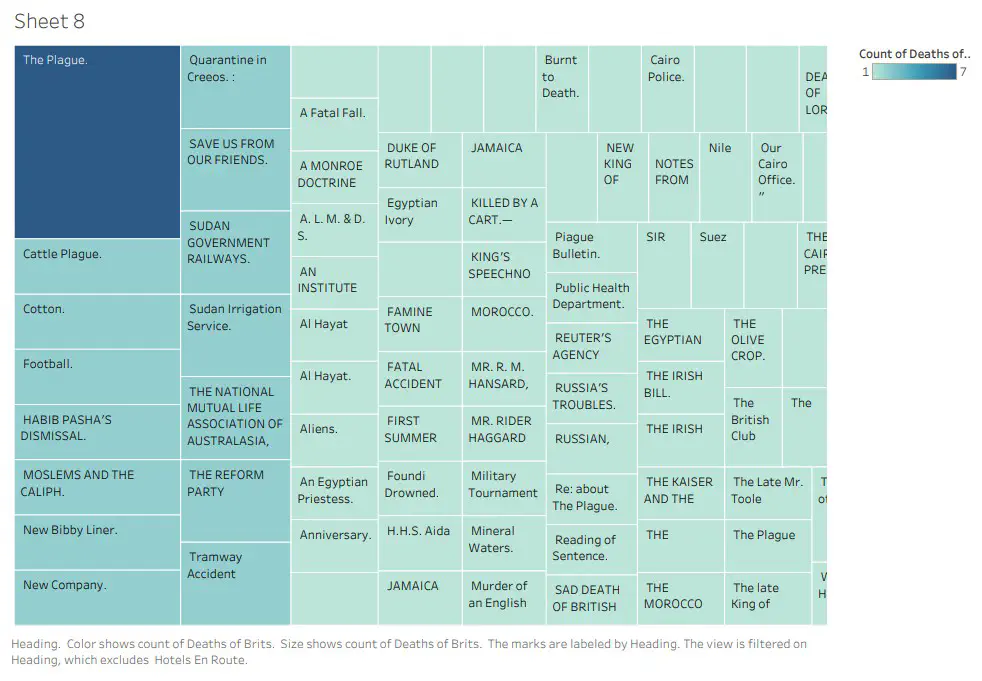 Sheet 8
Count of Deaths of..
1
7
The Plague.
Cattle Plague.
Cotton.
Football.
HABIB PASHA'S
DISMISSAL.
MOSLEMS AND THE
CALIPH.
New Bibby Liner.
New Company.
Quarantine in
Creeos. :
SAVE US FROM
OUR FRIENDS.
SUDAN
GOVERNMENT
RAILWAYS.
Sudan Irrigation
Service.
THE NATIONAL
MUTUAL LIFE
ASSOCIATION OF
AUSTRALASIA,
THE REFORM
PARTY
Tramway
Accident
A Fatal Fall.
A MONROE
DOCTRINE
A. L. M. & D.
S.
AN
INSTITUTE
Al Hayat
Al Hayat.
Aliens.
An Egyptian
Priestess.
Anniversary.
DUKE OF
RUTLAND
Egyptian
Ivory
FAMINE
TOWN
FATAL
ACCIDENT
FIRST
SUMMER
Foundi
Drowned.
H.H.S. Aida
JAMAICA
JAMAICA
KILLED BY A
CART.—
KING'S
SPEECHNO
MOROCCO.
MR. R. M.
HANSARD,
MR. RIDER
HAGGARD
Military
Tournament
Mineral
Waters.
Murder of
an English
Burnt
to
Death.
Cairo
Police.
DEA
OF
LOR
NEW
KING
OF
NOTES
FROM
Nile
Our
Cairo
Office.
"
Piague
Bulletin.
Public Health
Department.
REUTER'S
AGENCY
RUSSIA'S
TROUBLES.
RUSSIAN,
Re: about
The Plague.
Reading of
Sentence.
SAD DEATH
OF BRITISH
SIR
Suez
THE
CAIR
PRE
THE
EGYPTIAN
THE IRISH
BILL.
THE IRISH
THE KAISER
AND THE
THE
THE
MOROCCO
THE
OLIVE
CROP.
The
British
Club
The
The Late Mr.
Toole
The Plague
The late
King of
T
of
H
Heading. Color shows count of Deaths of Brits. Size shows count of Deaths of Brits. The marks are labeled by Heading. The view is filtered on
Heading, which excludes Hotels En Route.